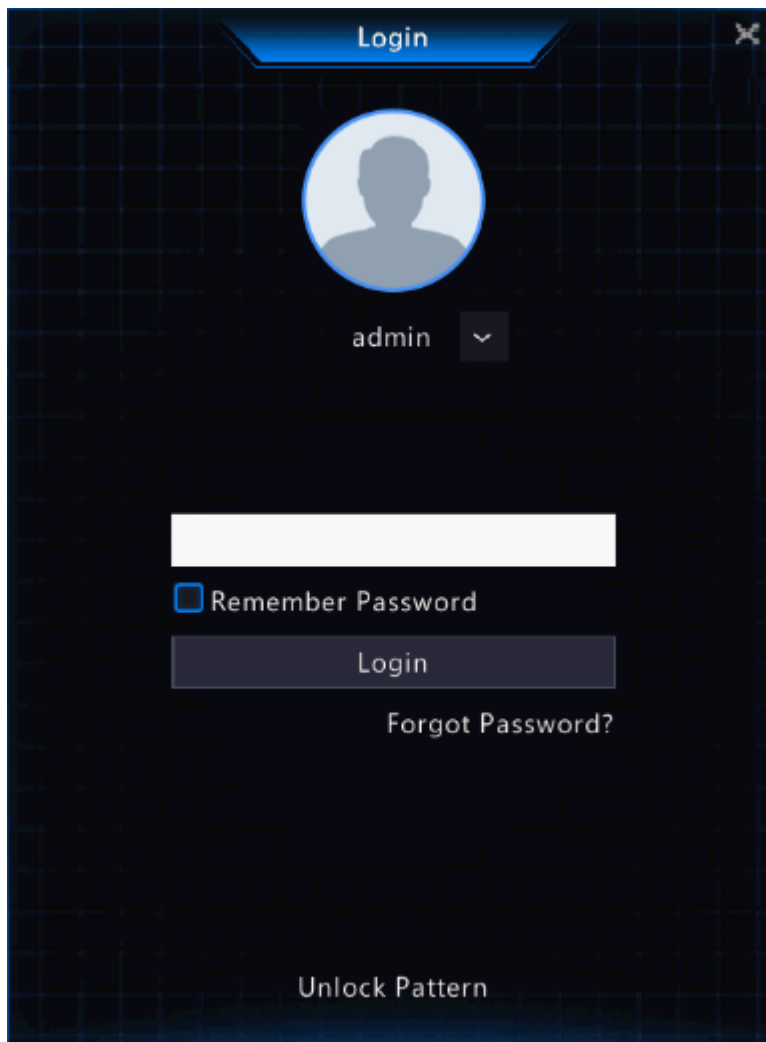 Login
admin
Remember Password
Login
Forgot Password?
Unlock Pattern